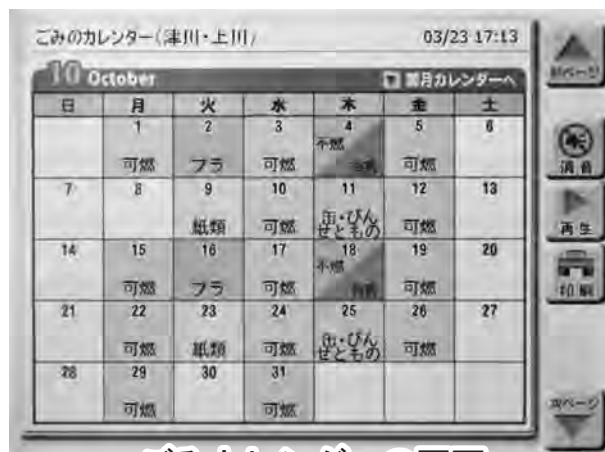 ごみのカレンダー(津川・上川)
03/23 17:13
10 October
翌月カレンダーへ
日 月 火 水 木 金 土
1 2 3 4 5 6
可燃 プラ 可燃 不燃 可燃
7 8 9 10 11 12 13
紙類 可燃 缶・びん せともの 可燃
14 15 16 17 18 19 20
可燃 プラ 可燃 不燃 可燃
21 22 23 24 25 26 27
可燃 紙類 可燃 缶・びん せともの 可燃
28 29 30 31
可燃 可燃
前ページ
消音
再生
印刷
次ページ